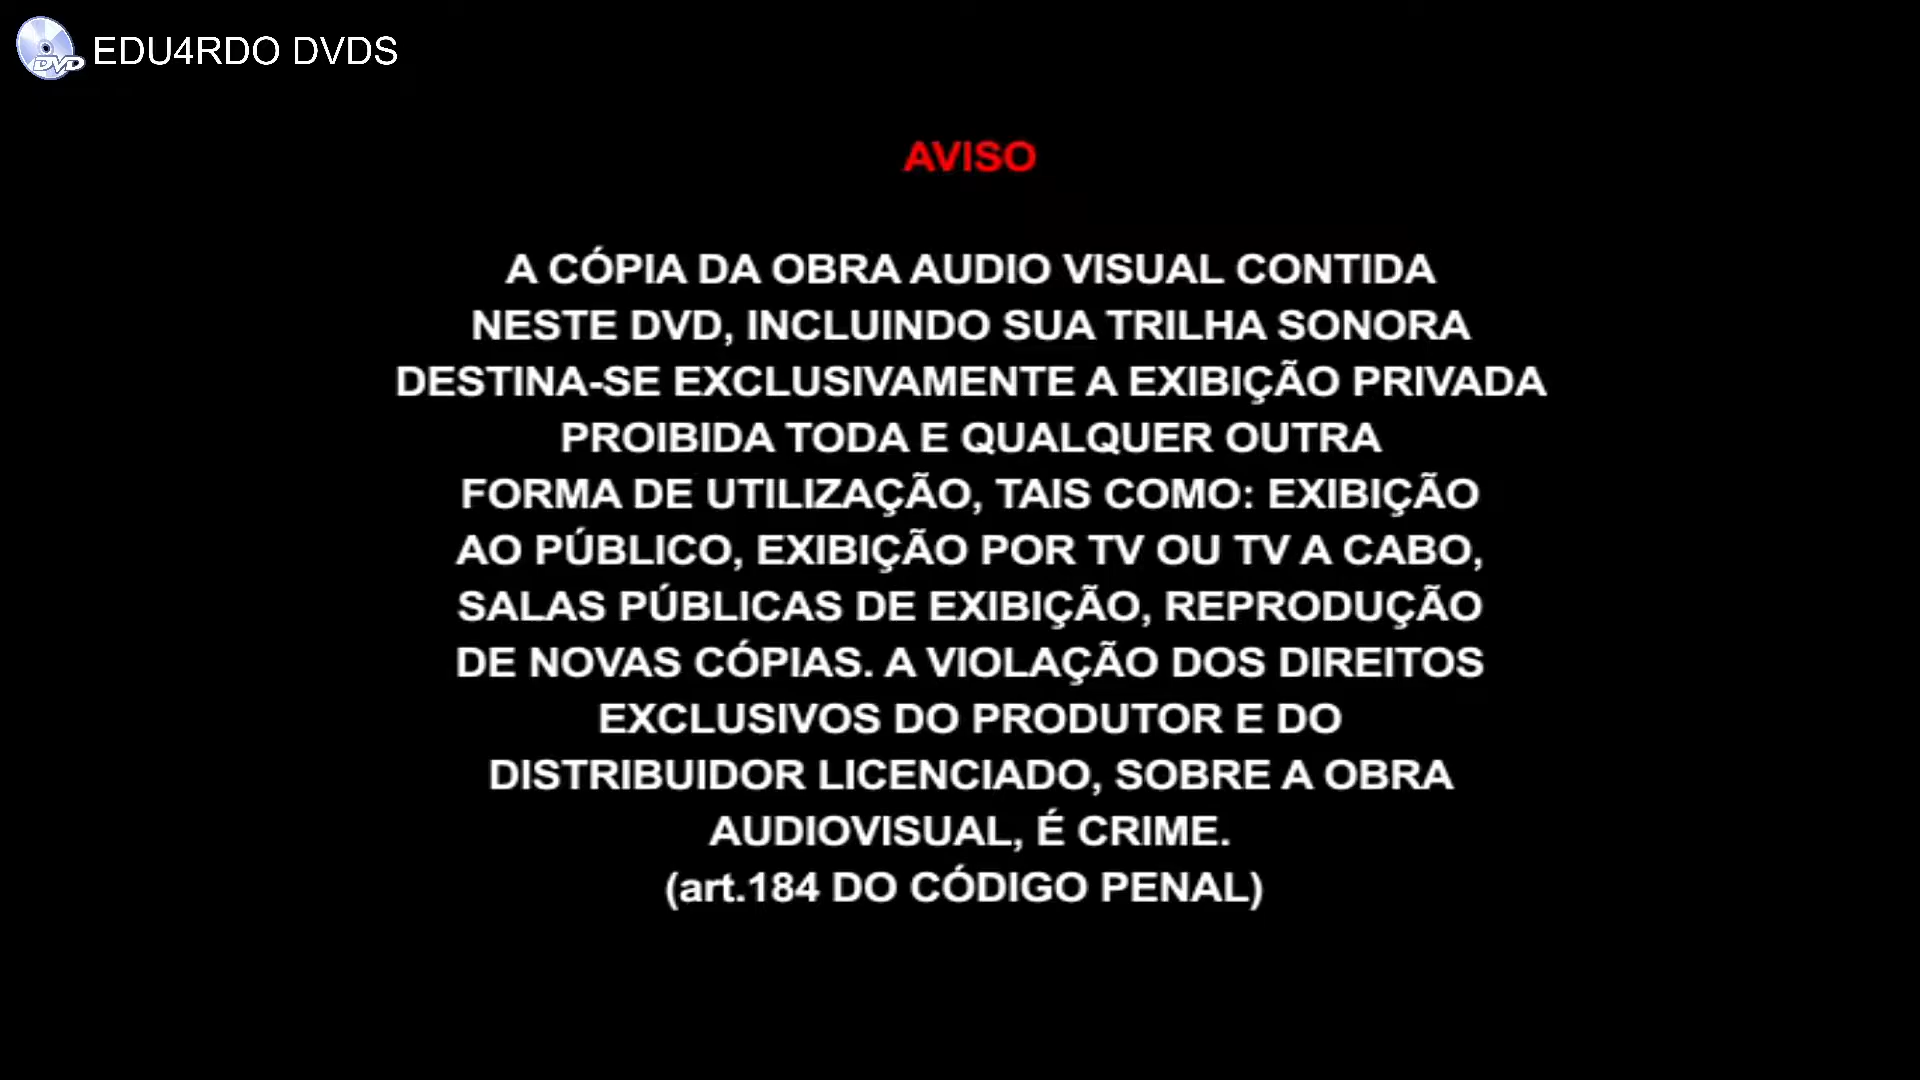 DVD EDU4RDO DVDS
AVISO
A CÓPIA DA OBRA AUDIO VISUAL CONTIDA
NESTE DVD, INCLUINDO SUA TRILHA SONORA
DESTINA-SE EXCLUSIVAMENTE A EXIBIÇÃO PRIVADA
PROIBIDA TODA E QUALQUER OUTRA
FORMA DE UTILIZAÇÃO, TAIS COMO: EXIBIÇÃO
AO PÚBLICO, EXIBIÇÃO POR TV OU TV A CABO,
SALAS PÚBLICAS DE EXIBIÇÃO, REPRODUÇÃO
DE NOVAS CÓPIAS. A VIOLAÇÃO DOS DIREITOS
EXCLUSIVOS DO PRODUTOR E DO
DISTRIBUIDOR LICENCIADO, SOBRE A OBRA
AUDIOVISUAL, É CRIME.
(art.184 DO CÓDIGO PENAL)